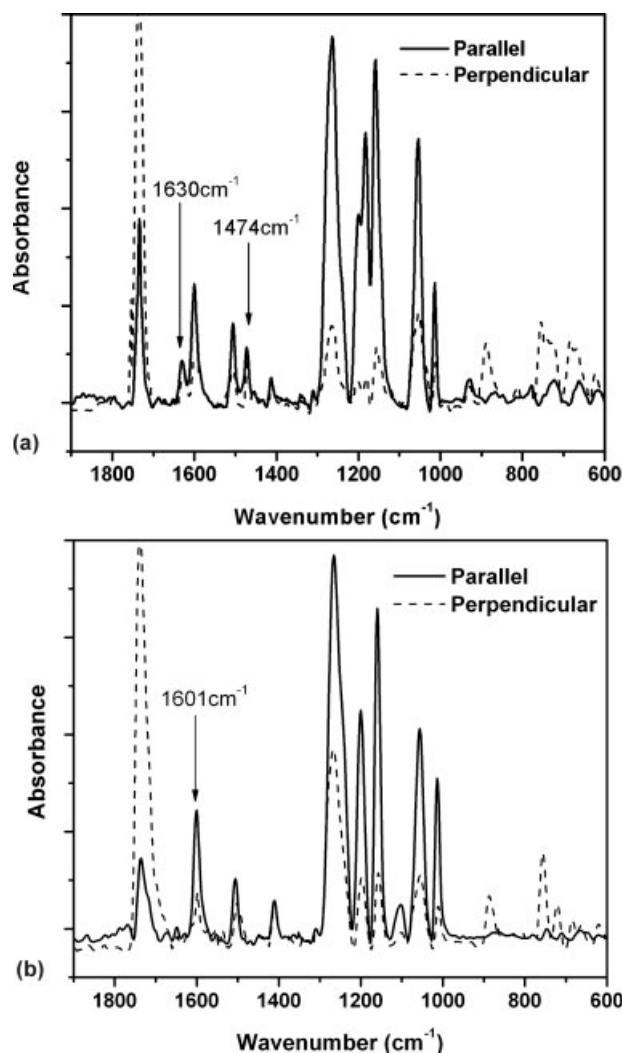 Parallel
Perpendicular
1630cm⁻¹
1474cm⁻¹
Absorbance
1800 1600 1400 1200 1000 800 600
(a)
Wavenumber (cm⁻¹)
Parallel
Perpendicular
1601cm⁻¹
Absorbance
1800 1600 1400 1200 1000 800 600
(b)
Wavenumber (cm⁻¹)